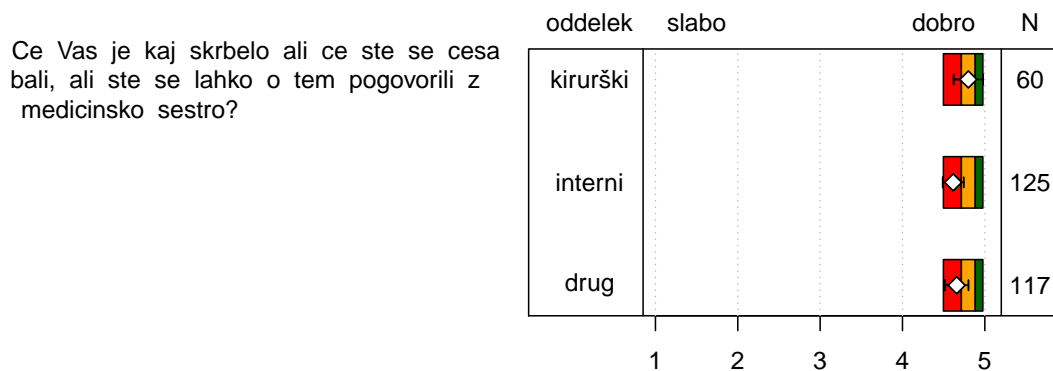 oddelek slabo dobro N
Ce Vas je kaj skrbelo ali ce ste se cesa
bali, ali ste se lahko o tem pogovorili z
medicinsko sestro?
kirurški 60
interni 125
drug 117
1 2 3 4 5